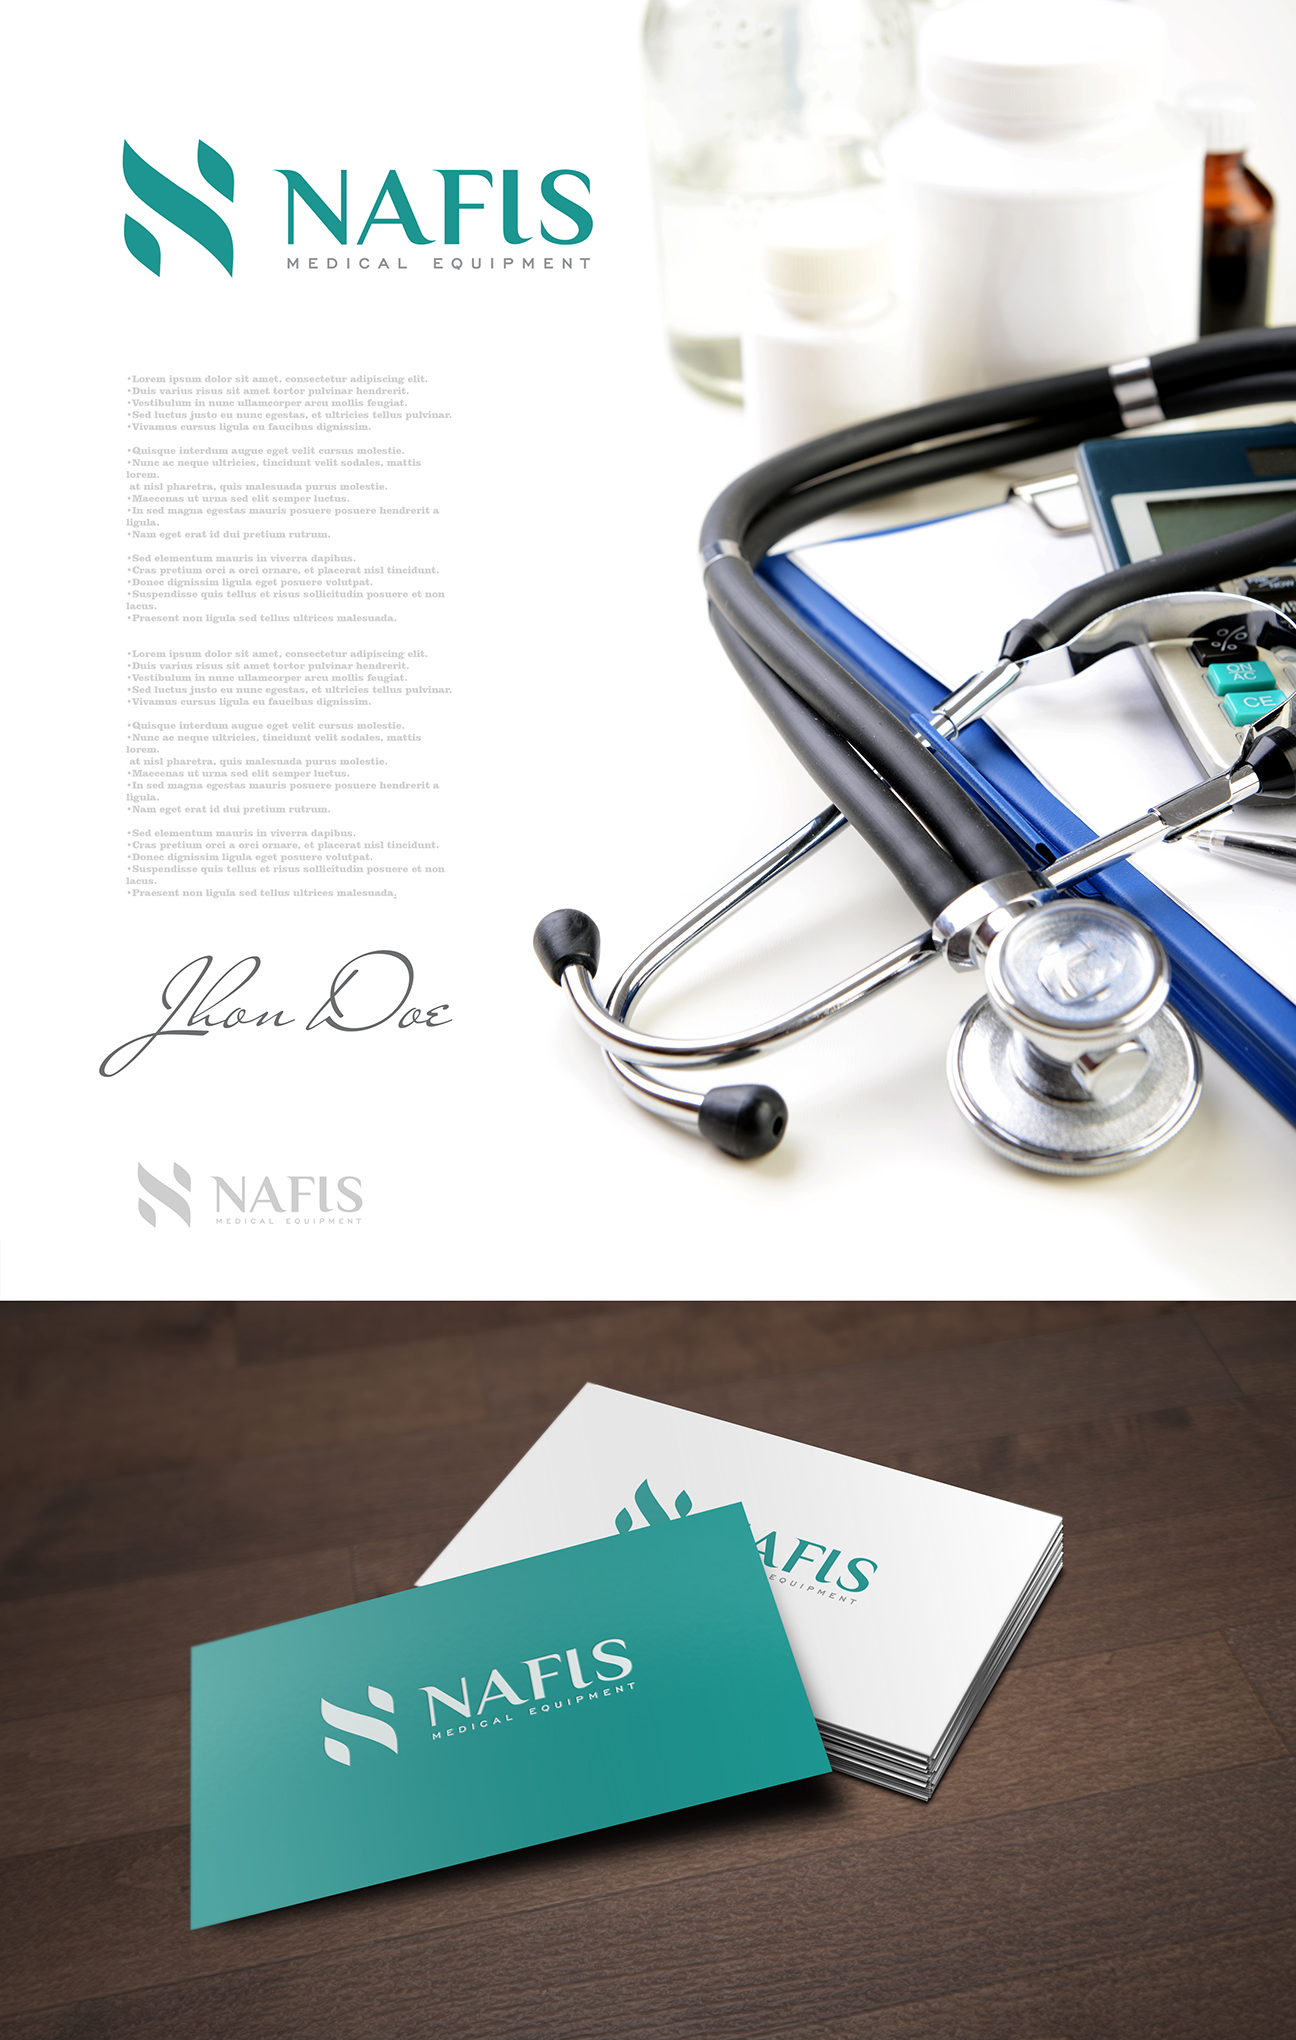 NAFIS
MEDICAL EQUIPMENT
•Lorem ipsum dolor sit amet, consectetur adipiscing elit.
•Duis varius risus sit amet tortor pulvinar hendrerit.
•Vestibulum in nunc ullamcorper arcu mollis feugiat.
•Sed luctus justo eu nunc egestas, et ultricies tellus pulvinar.
•Vivamus cursus ligula eu faucibus dignissim.
•Quisque interdum augue eget velit cursus molestie.
•Nunc ac neque ultricies, tincidunt velit sodales, mattis
lorem.
at nisl pharetra, quis malesuada purus molestie.
•Maecenas ut urna sed elit semper luctus.
•In sed magna egestas mauris posuere posuere hendrerit a
ligula.
•Nam eget erat id dui pretium rutrum.
•Sed elementum mauris in viverra dapibus.
•Cras pretium orci a orci ornare, et placerat nisl tincidunt.
•Donec dignissim ligula eget posuere volutpat.
•Suspendisse quis tellus et risus sollicitudin posuere et non
lacus.
•Praesent non ligula sed tellus ultrices malesuada.
•Lorem ipsum dolor sit amet, consectetur adipiscing elit.
•Duis varius risus sit amet tortor pulvinar hendrerit.
•Vestibulum in nunc ullamcorper arcu mollis feugiat.
•Sed luctus justo eu nunc egestas, et ultricies tellus pulvinar.
•Vivamus cursus ligula eu faucibus dignissim.
•Quisque interdum augue eget velit cursus molestie.
•Nunc ac neque ultricies, tincidunt velit sodales, mattis
lorem.
at nisl pharetra, quis malesuada purus molestie.
•Maecenas ut urna sed elit semper luctus.
•In sed magna egestas mauris posuere posuere hendrerit a
ligula.
•Nam eget erat id dui pretium rutrum.
•Sed elementum mauris in viverra dapibus.
•Cras pretium orci a orci ornare, et placerat nisl tincidunt.
•Donec dignissim ligula eget posuere volutpat.
•Suspendisse quis tellus et risus sollicitudin posuere et non
lacus.
•Praesent non ligula sed tellus ultrices malesuada.
Jhon Doe
NAFIS
MEDICAL EQUIPMENT
%
ON
AC
CE
AFIS
EQUIPMENT
NAFIS
MEDICAL EQUIPMENT